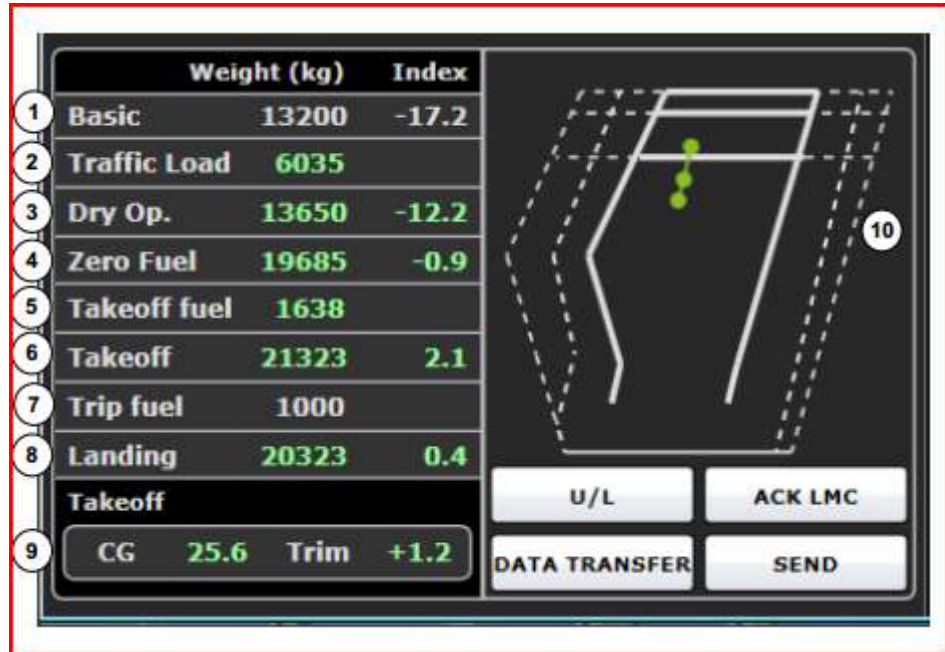 Weight (kg) Index
1 Basic 13200 -17.2
2 Traffic Load 6035
3 Dry Op. 13650 -12.2
4 Zero Fuel 19685 -0.9
5 Takeoff fuel 1638
6 Takeoff 21323 2.1
7 Trip fuel 1000
8 Landing 20323 0.4
Takeoff
9 CG 25.6 Trim +1.2
10
U/L ACK LMC
DATA TRANSFER SEND